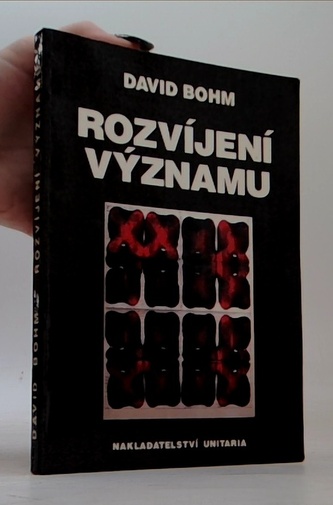 DAVID BOHM
ROZVÍJENÍ
VÝZNAMU
NAKLADATELSTVÍ UNITARIA
DAVID BOHM ROZVÍJENÍ VÝZNAMU